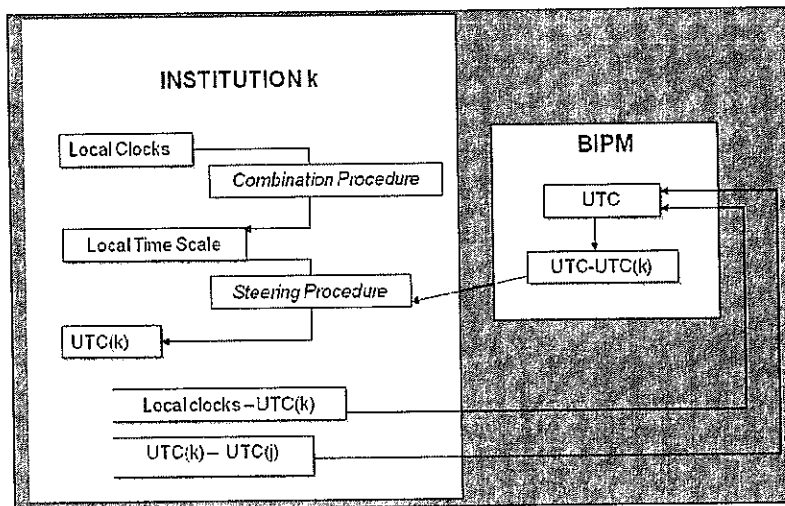 INSTITUTION k
Local Clocks
Combination Procedure
Local Time Scale
Steering Procedure
UTC(k)
Local clocks – UTC(k)
UTC(k) – UTC(j)
BIPM
UTC
UTC-UTC(k)